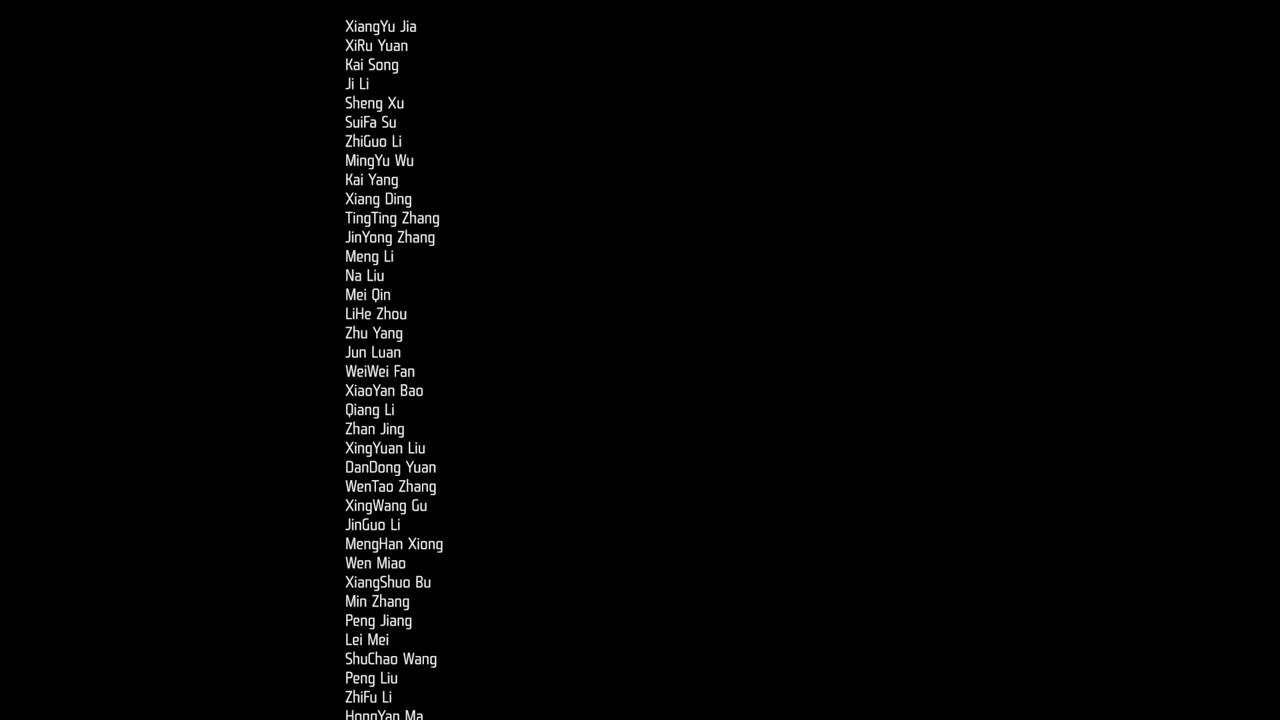 XiangYu Jia
XiRu Yuan
Kai Song
Ji Li
Sheng Xu
SuiFa Su
ZhiGuo Li
MingYu Wu
Kai Yang
Xiang Ding
TingTing Zhang
JinYong Zhang
Meng Li
Na Liu
Mei Qin
LiHe Zhou
Zhu Yang
Jun Luan
WeiWei Fan
XiaoYan Bao
Qiang Li
Zhan Jing
XingYuan Liu
DanDong Yuan
WenTao Zhang
XingWang Gu
JinGuo Li
MengHan Xiong
Wen Miao
XiangShuo Bu
Min Zhang
Peng Jiang
Lei Mei
ShuChao Wang
Peng Liu
ZhiFu Li
HongYan Ma